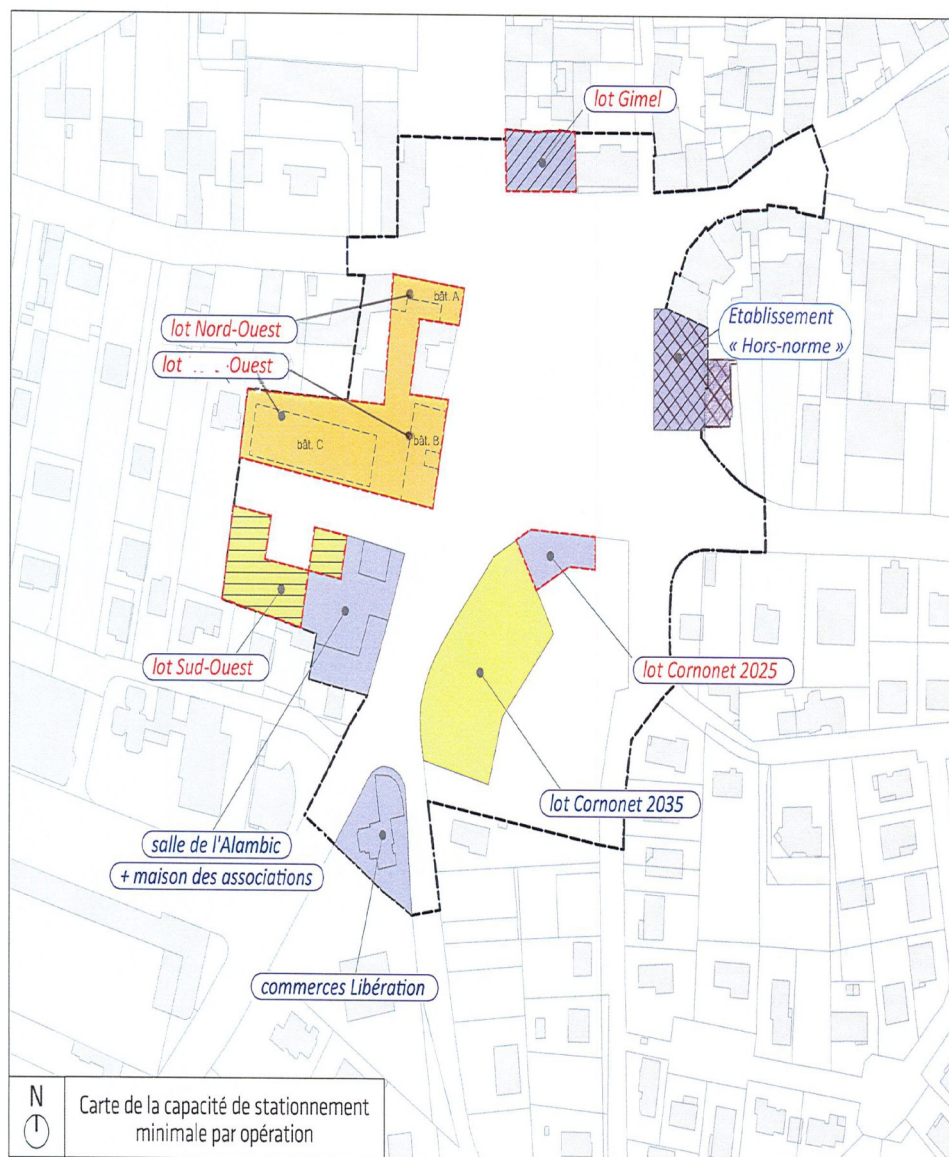 lot Gimel
bât. A
Etablissement
« Hors-norme »
lot Nord-Ouest
lot Ouest
bât. C
bât. B
lot Sud-Ouest
lot Cornonet 2025
lot Cornonet 2035
salle de l'Alambic
+ maison des associations
commerces Libération
N
Carte de la capacité de stationnement
minimale par opération